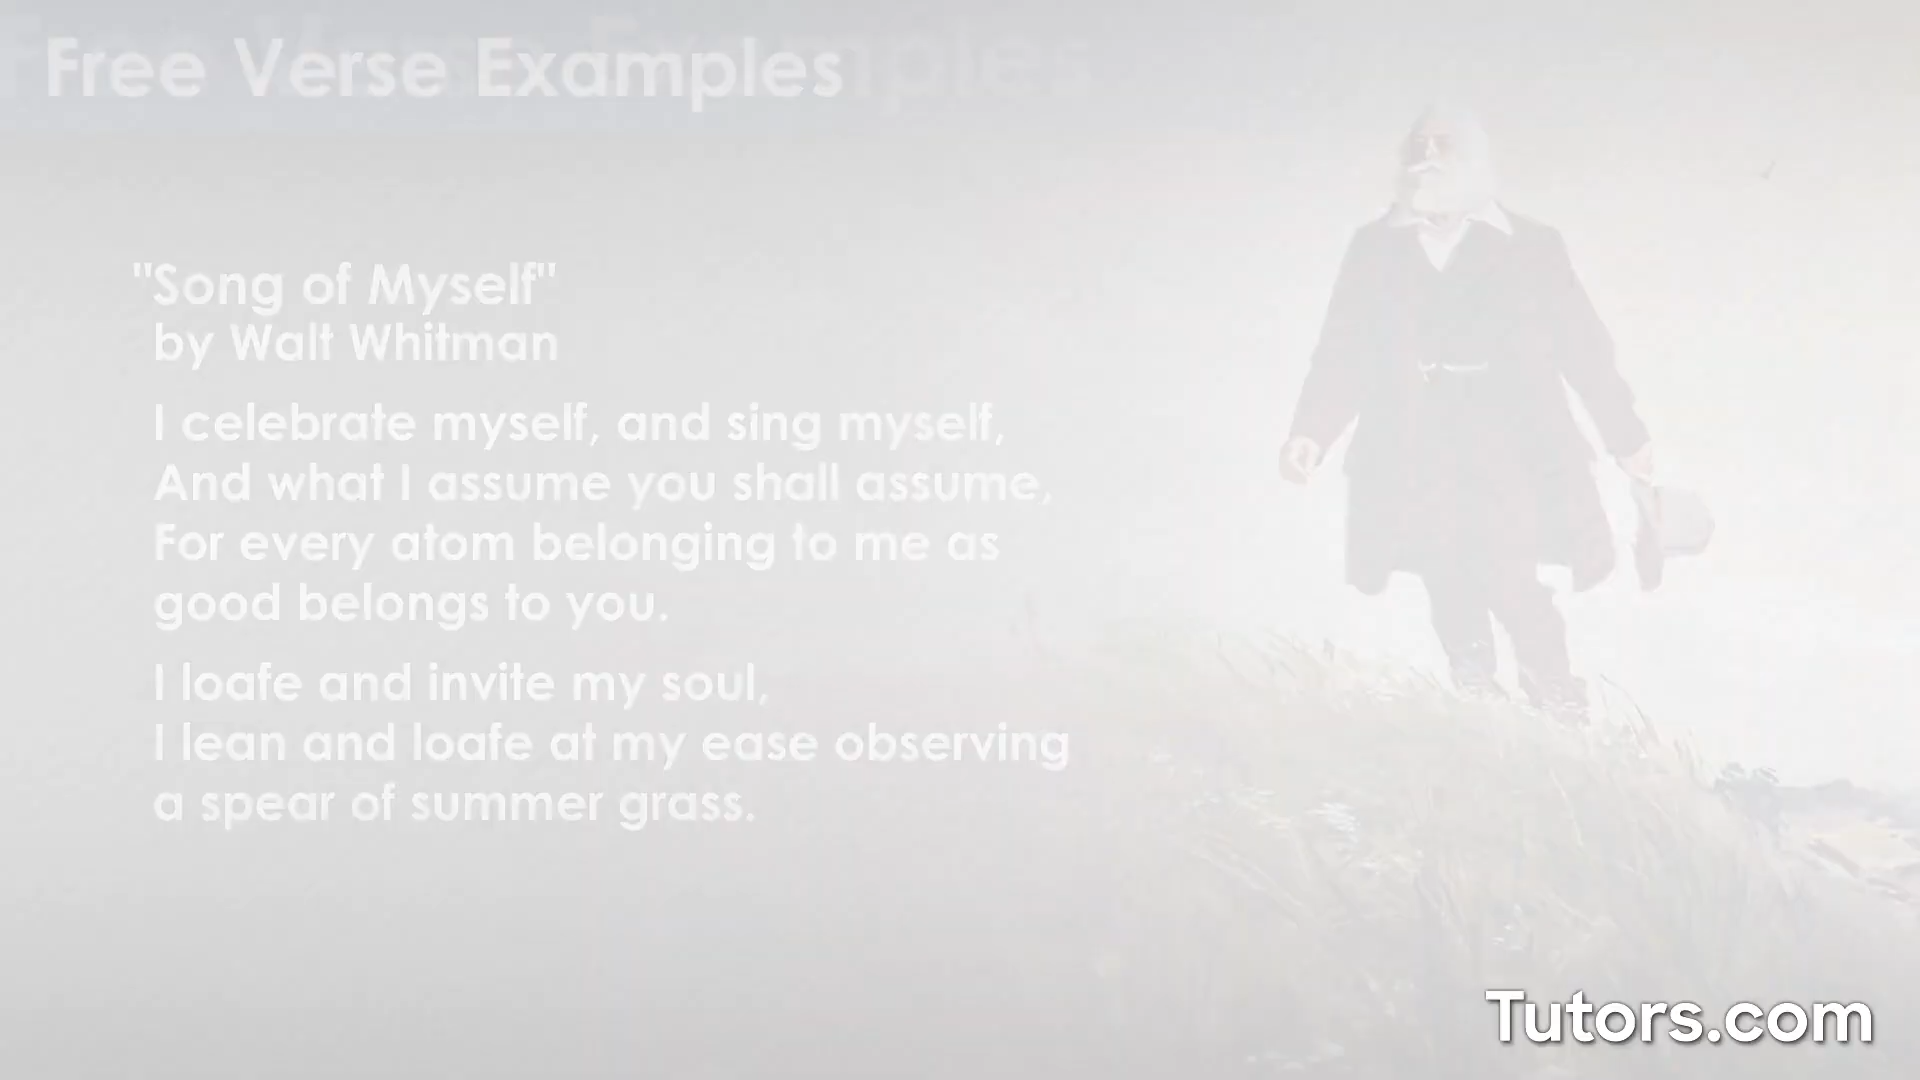 Free Verse Examples
"Song of Myself"
by Walt Whitman
I celebrate myself, and sing myself,
And what I assume you shall assume,
For every atom belonging to me as
good belongs to you.
I loafe and invite my soul,
I lean and loafe at my ease observing
a spear of summer grass.
Tutors.com